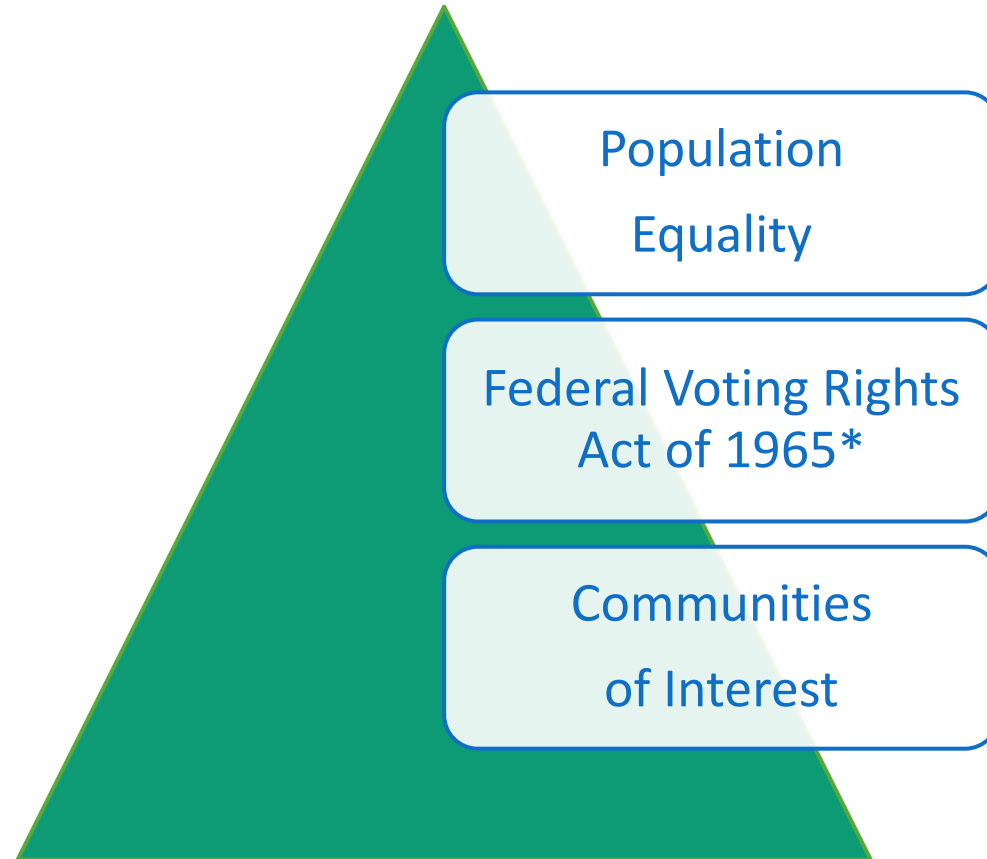 Population
Equality
Federal Voting Rights
Act of 1965*
Communities
of Interest